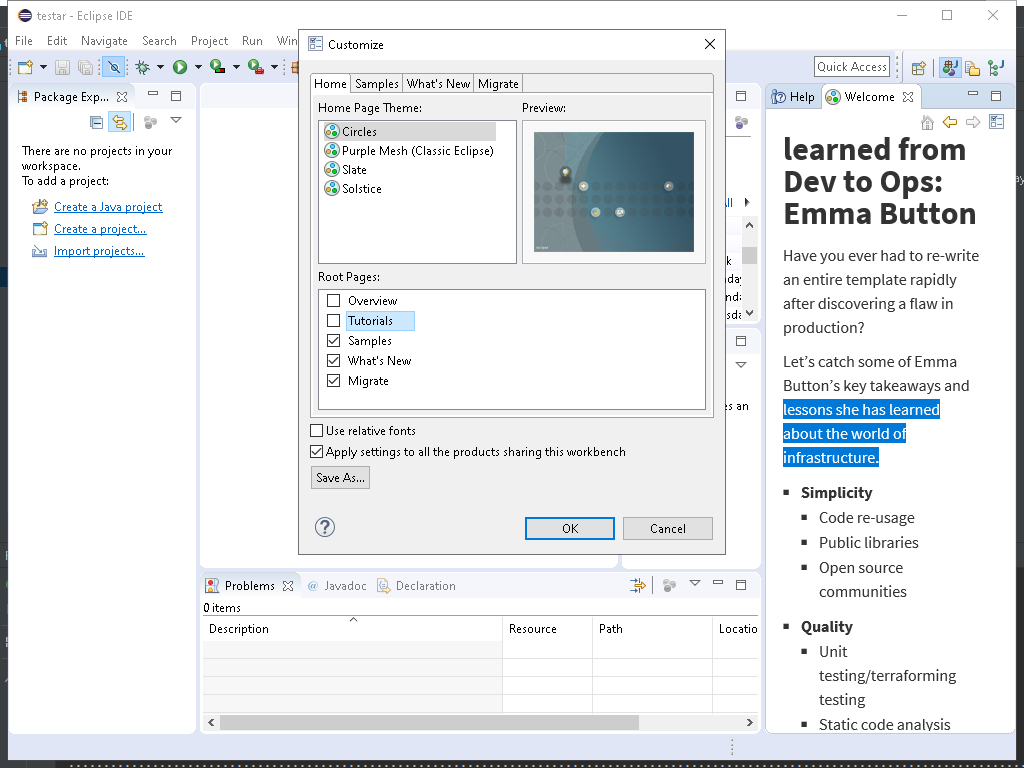 testar - Eclipse IDE
File Edit Navigate Search Project Run Win
Quick Access
Package Exp...
There are no projects in your
workspace.
To add a project:
Create a Java project
Create a project...
Import projects...
Customize
Home Samples What's New Migrate
Home Page Theme: Preview:
Circles
Purple Mesh (Classic Eclipse)
Slate
Solstice
Root Pages:
Overview
Tutorials
Samples
What's New
Migrate
Use relative fonts
Apply settings to all the products sharing this workbench
Save As...
OK Cancel
es an
Problems Javadoc Declaration
0 items
Description Resource Path Locatio
Help Welcome
learned from
Dev to Ops:
Emma Button
Have you ever had to re-write
an entire template rapidly
after discovering a flaw in
production?
Let's catch some of Emma
Button's key takeaways and
lessons she has learned
about the world of
infrastructure.
Simplicity
Code re-usage
Public libraries
Open source
communities
Quality
Unit
testing/terraforming
testing
Static code analysis